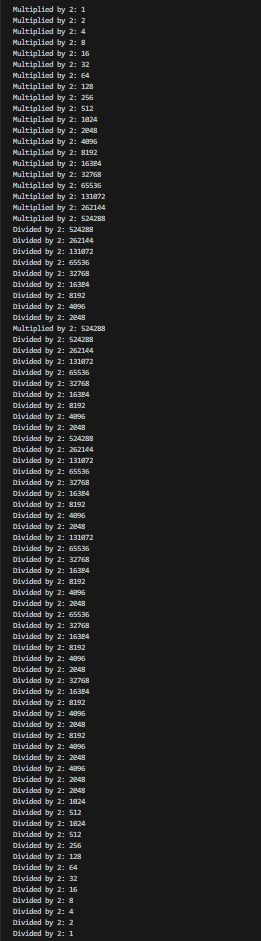 Multiplied by 2: 1
Multiplied by 2: 2
Multiplied by 2: 4
Multiplied by 2: 8
Multiplied by 2: 16
Multiplied by 2: 32
Multiplied by 2: 64
Multiplied by 2: 128
Multiplied by 2: 256
Multiplied by 2: 512
Multiplied by 2: 1024
Multiplied by 2: 2048
Multiplied by 2: 4096
Multiplied by 2: 8192
Multiplied by 2: 16384
Multiplied by 2: 32768
Multiplied by 2: 65536
Multiplied by 2: 131072
Multiplied by 2: 262144
Multiplied by 2: 524288
Divided by 2: 524288
Divided by 2: 262144
Divided by 2: 131072
Divided by 2: 65536
Divided by 2: 32768
Divided by 2: 16384
Divided by 2: 8192
Divided by 2: 4096
Divided by 2: 2048
Multiplied by 2: 524288
Divided by 2: 524288
Divided by 2: 262144
Divided by 2: 131072
Divided by 2: 65536
Divided by 2: 32768
Divided by 2: 16384
Divided by 2: 8192
Divided by 2: 4096
Divided by 2: 2048
Divided by 2: 524288
Divided by 2: 262144
Divided by 2: 131072
Divided by 2: 65536
Divided by 2: 32768
Divided by 2: 16384
Divided by 2: 8192
Divided by 2: 4096
Divided by 2: 2048
Divided by 2: 131072
Divided by 2: 65536
Divided by 2: 32768
Divided by 2: 16384
Divided by 2: 8192
Divided by 2: 4096
Divided by 2: 2048
Divided by 2: 65536
Divided by 2: 32768
Divided by 2: 16384
Divided by 2: 8192
Divided by 2: 4096
Divided by 2: 2048
Divided by 2: 32768
Divided by 2: 16384
Divided by 2: 8192
Divided by 2: 4096
Divided by 2: 2048
Divided by 2: 8192
Divided by 2: 4096
Divided by 2: 2048
Divided by 2: 4096
Divided by 2: 2048
Divided by 2: 2048
Divided by 2: 1024
Divided by 2: 512
Divided by 2: 1024
Divided by 2: 512
Divided by 2: 256
Divided by 2: 128
Divided by 2: 64
Divided by 2: 32
Divided by 2: 16
Divided by 2: 8
Divided by 2: 4
Divided by 2: 2
Divided by 2: 1